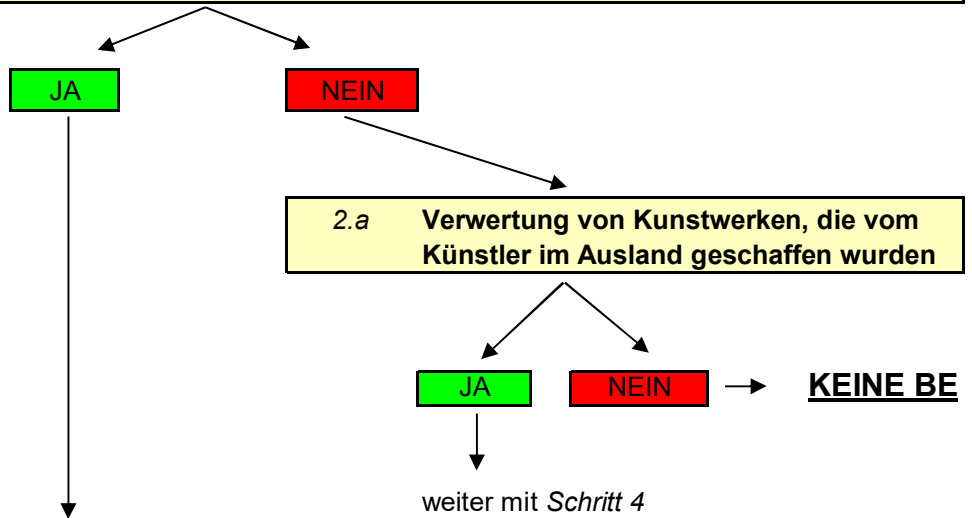 JA
NEIN
2.a Verwertung von Kunstwerken, die vom
Künstler im Ausland geschaffen wurden
JA
NEIN
KEINE BE
weiter mit Schritt 4